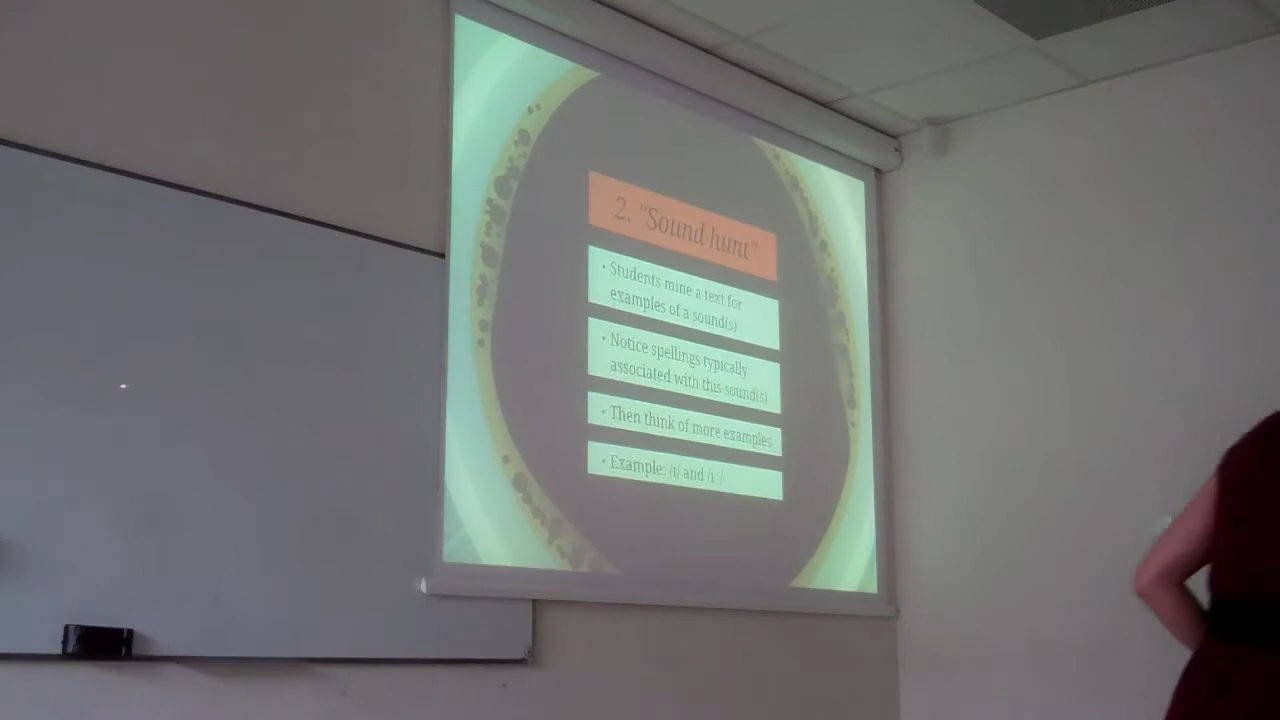 2. "Sound hunt"
• Students mine a text for
examples of a sound(s)
• Notice spellings typically
associated with this sound(s)
• Then think of more examples
• Example: /ɪ/ and /iː/